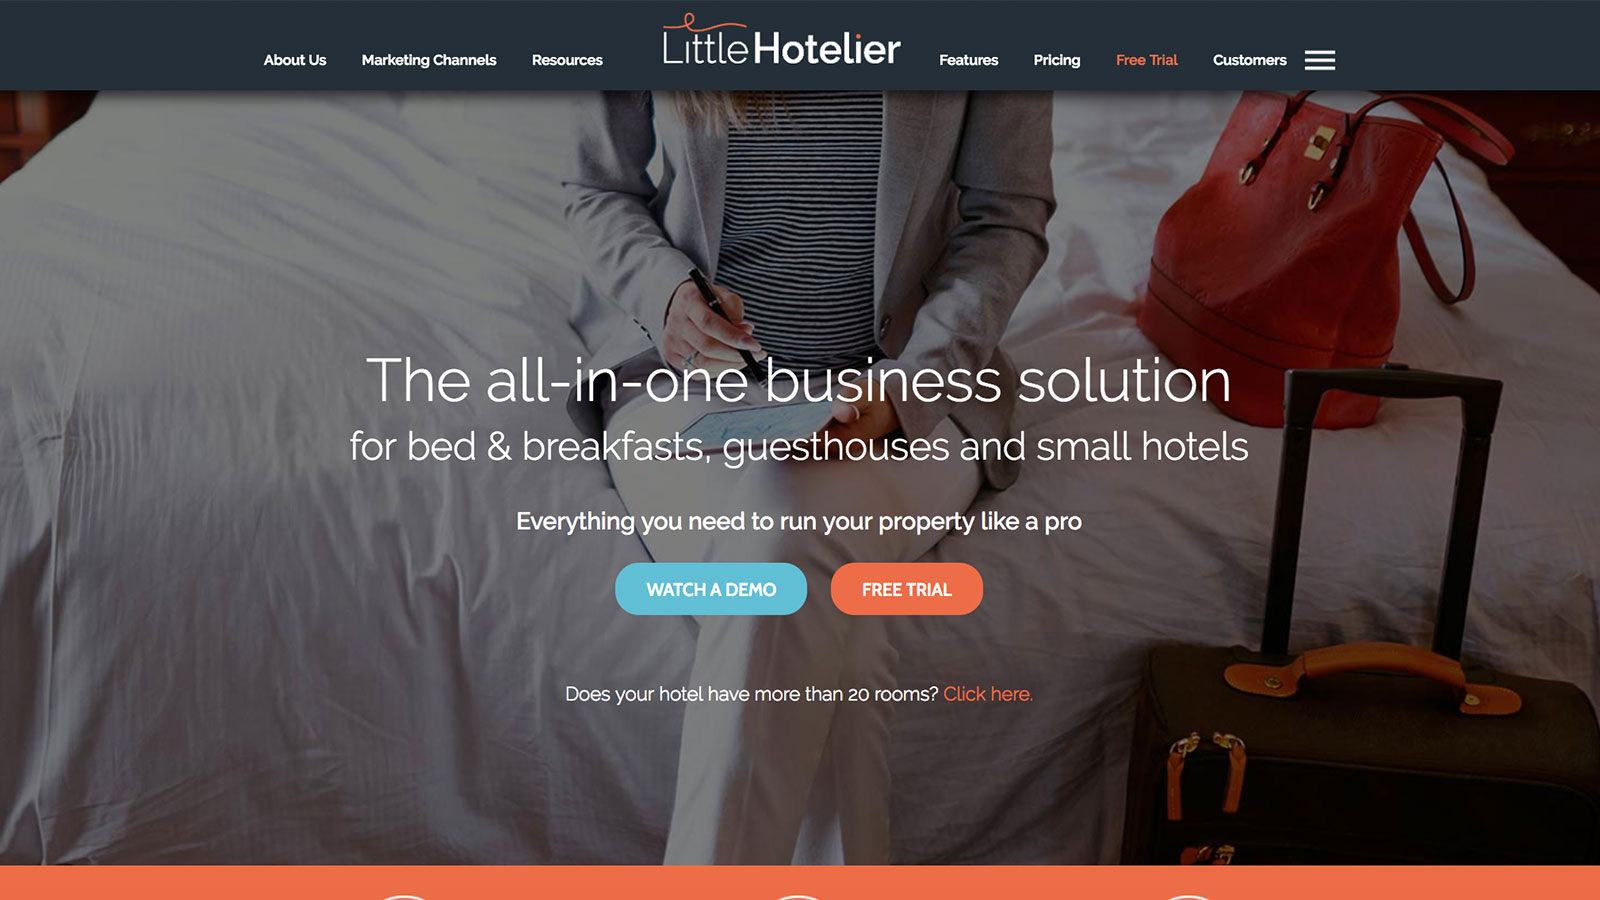 About Us
Marketing Channels
Resources
Little Hotelier
Features
Pricing
Free Trial
Customers
The all-in-one business solution
for bed & breakfasts, guesthouses and small hotels
Everything you need to run your property like a pro
WATCH A DEMO
FREE TRIAL
Does your hotel have more than 20 rooms? Click here.